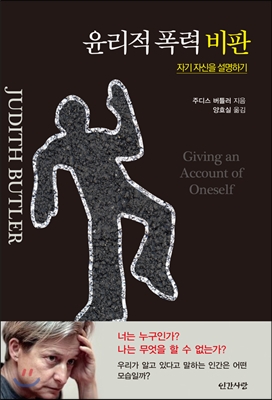 윤리적 폭력 비판
자기 자신을 설명하기
주디스 버틀러 지음
양효실 옮김
JUDITH BUTLER
Giving an
Account of
Oneself
너는 누구인가?
나는 무엇을 할 수 없는가?
우리가 알고 있다고 말하는 인간은 어떤
모습일까?
인간사랑
yes24